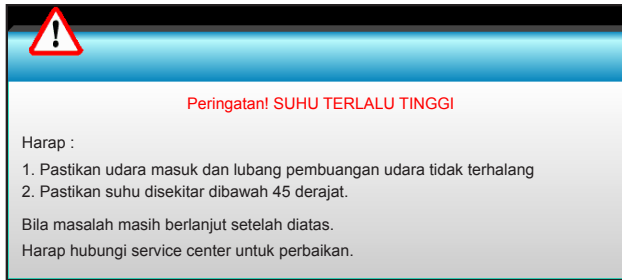 Peringatan! SUHU TERLALU TINGGI
Harap :
1. Pastikan udara masuk dan lubang pembuangan udara tidak terhalang
2. Pastikan suhu disekitar dibawah 45 derajat.
Bila masalah masih berlanjut setelah diatas.
Harap hubungi service center untuk perbaikan.